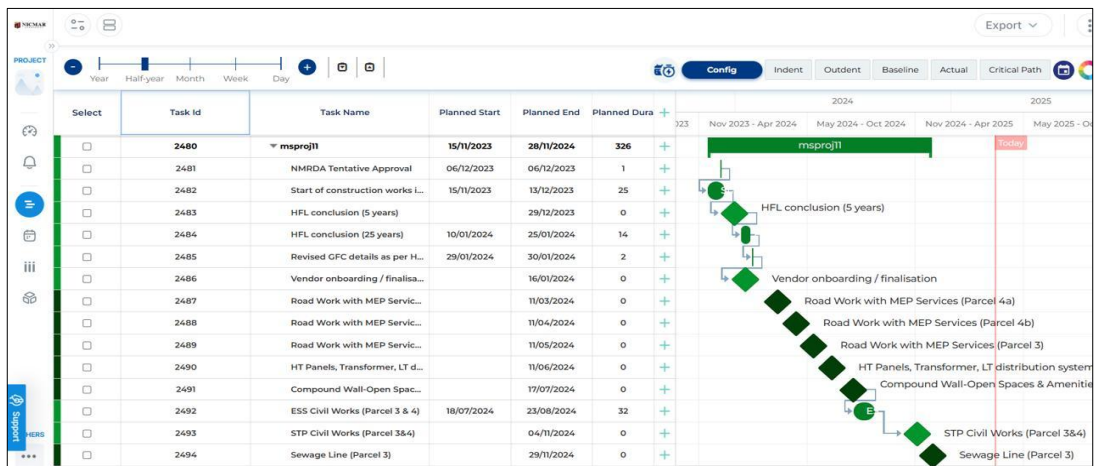 NICMAR
Export
PROJECT
Year Half-year Month Week Day
Config Indent Outdent Baseline Actual Critical Path
Select Task Id Task Name Planned Start Planned End Planned Dura
2024 2025
023 Nov 2023 - Apr 2024 May 2024 - Oct 2024 Nov 2024 - Apr 2025 May 2025 - Oc
2480 msproj11 15/11/2023 28/11/2024 326 msproj11 Today
2481 NMRDA Tentative Approval 06/12/2023 06/12/2023 1
2482 Start of construction works i... 15/11/2023 13/12/2023 25 S...
2483 HFL conclusion (5 years) 29/12/2023 0 HFL conclusion (5 years)
2484 HFL conclusion (25 years) 10/01/2024 25/01/2024 14
2485 Revised GFC details as per H... 29/01/2024 30/01/2024 2
2486 Vendor onboarding / finalisa... 16/01/2024 0 Vendor onboarding / finalisation
2487 Road Work with MEP Servic... 11/03/2024 0 Road Work with MEP Services (Parcel 4a)
2488 Road Work with MEP Servic... 11/04/2024 0 Road Work with MEP Services (Parcel 4b)
2489 Road Work with MEP Servic... 11/05/2024 0 Road Work with MEP Services (Parcel 3)
2490 HT Panels, Transformer, LT d... 11/06/2024 0 HT Panels, Transformer, LT distribution system
2491 Compound Wall-Open Spac... 17/07/2024 0 Compound Wall-Open Spaces & Amenitie
2492 ESS Civil Works (Parcel 3 & 4) 18/07/2024 23/08/2024 32 E...
2493 STP Civil Works (Parcel 3&4) 04/11/2024 0 STP Civil Works (Parcel 3&4)
2494 Sewage Line (Parcel 3) 29/11/2024 0 Sewage Line (Parcel 3)
Support
HERS